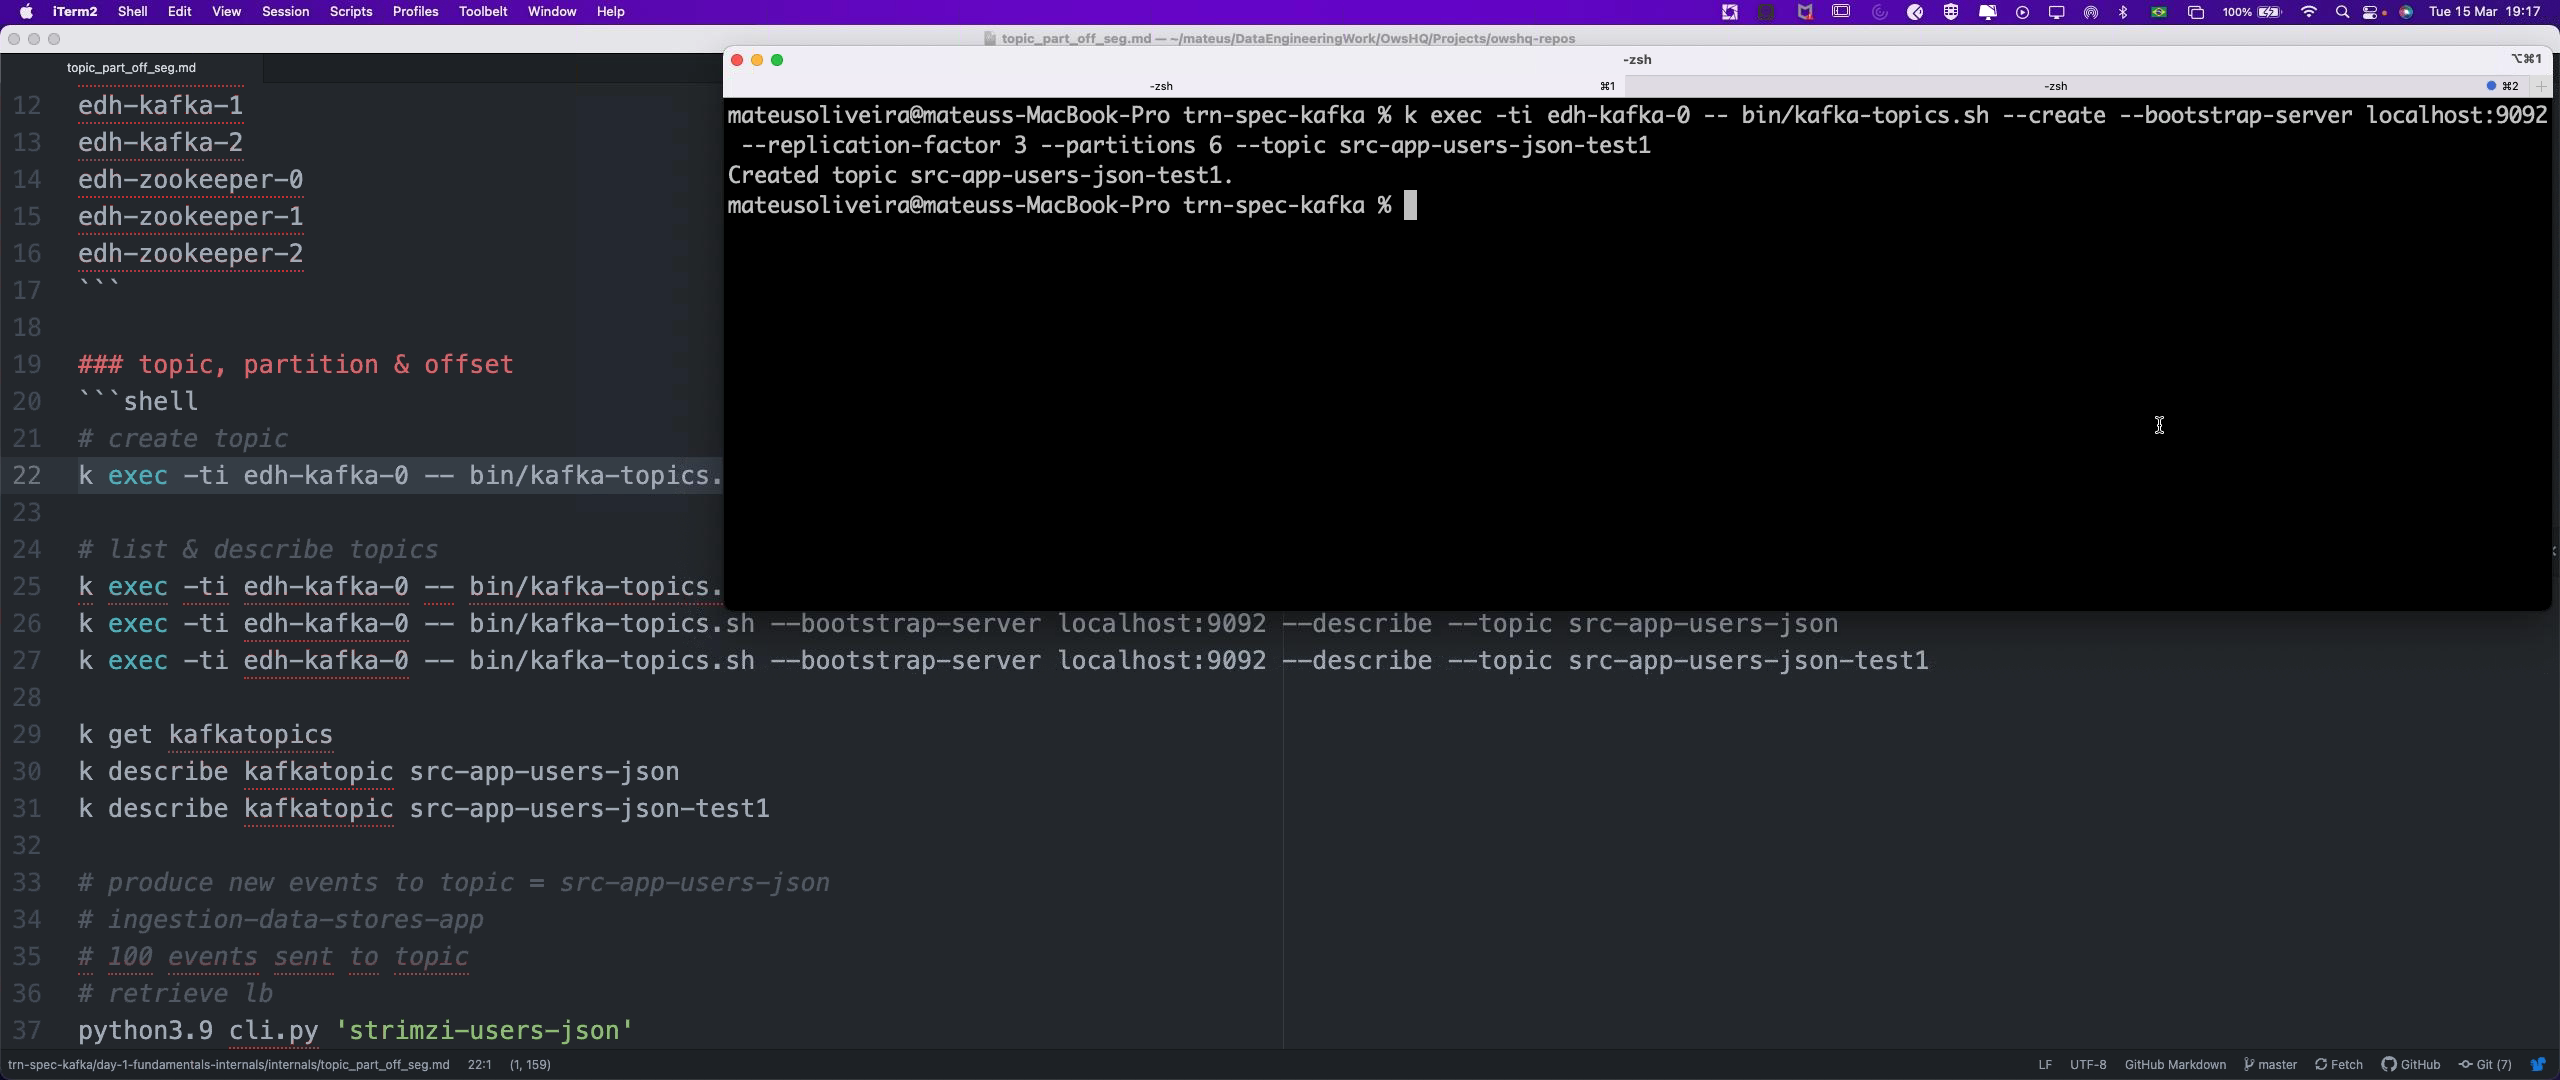 iTerm2 Shell Edit View Session Scripts Profiles Toolbelt Window Help 100% Tue 15 Mar 19:17
topic_part_off_seg.md — ~/mateus/DataEngineeringWork/OwsHQ/Projects/owshq-repos
topic_part_off_seg.md
-zsh ⌥⌘1
-zsh ⌘1 -zsh ⌘2
mateusoliveira@mateuss-MacBook-Pro trn-spec-kafka % k exec -ti edh-kafka-0 -- bin/kafka-topics.sh --create --bootstrap-server localhost:9092
--replication-factor 3 --partitions 6 --topic src-app-users-json-test1
Created topic src-app-users-json-test1.
mateusoliveira@mateuss-MacBook-Pro trn-spec-kafka %
12 edh-kafka-1
13 edh-kafka-2
14 edh-zookeeper-0
15 edh-zookeeper-1
16 edh-zookeeper-2
17 ```
18
19 ### topic, partition & offset
20 ```shell
21 # create topic
22 k exec -ti edh-kafka-0 -- bin/kafka-topics.
23
24 # list & describe topics
25 k exec -ti edh-kafka-0 -- bin/kafka-topics.
26 k exec -ti edh-kafka-0 -- bin/kafka-topics.sh --bootstrap-server localhost:9092 --describe --topic src-app-users-json
27 k exec -ti edh-kafka-0 -- bin/kafka-topics.sh --bootstrap-server localhost:9092 --describe --topic src-app-users-json-test1
28
29 k get kafkatopics
30 k describe kafkatopic src-app-users-json
31 k describe kafkatopic src-app-users-json-test1
32
33 # produce new events to topic = src-app-users-json
34 # ingestion-data-stores-app
35 # 100 events sent to topic
36 # retrieve lb
37 python3.9 cli.py 'strimzi-users-json'
trn-spec-kafka/day-1-fundamentals-internals/internals/topic_part_off_seg.md 22:1 (1, 159) LF UTF-8 GitHub Markdown master Fetch GitHub Git (7)